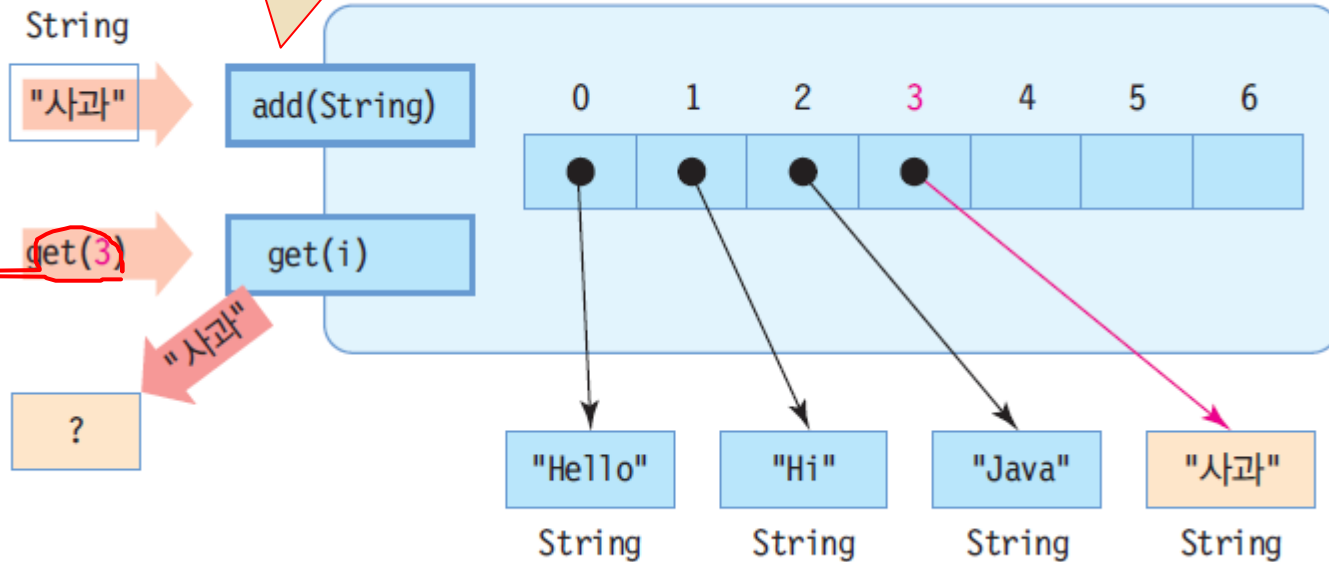 String
"사과"
add(String)
0 1 2 3 4 5 6
get(3)
get(i)
"사과"
?
"Hello" "Hi" "Java" "사과"
String String String String